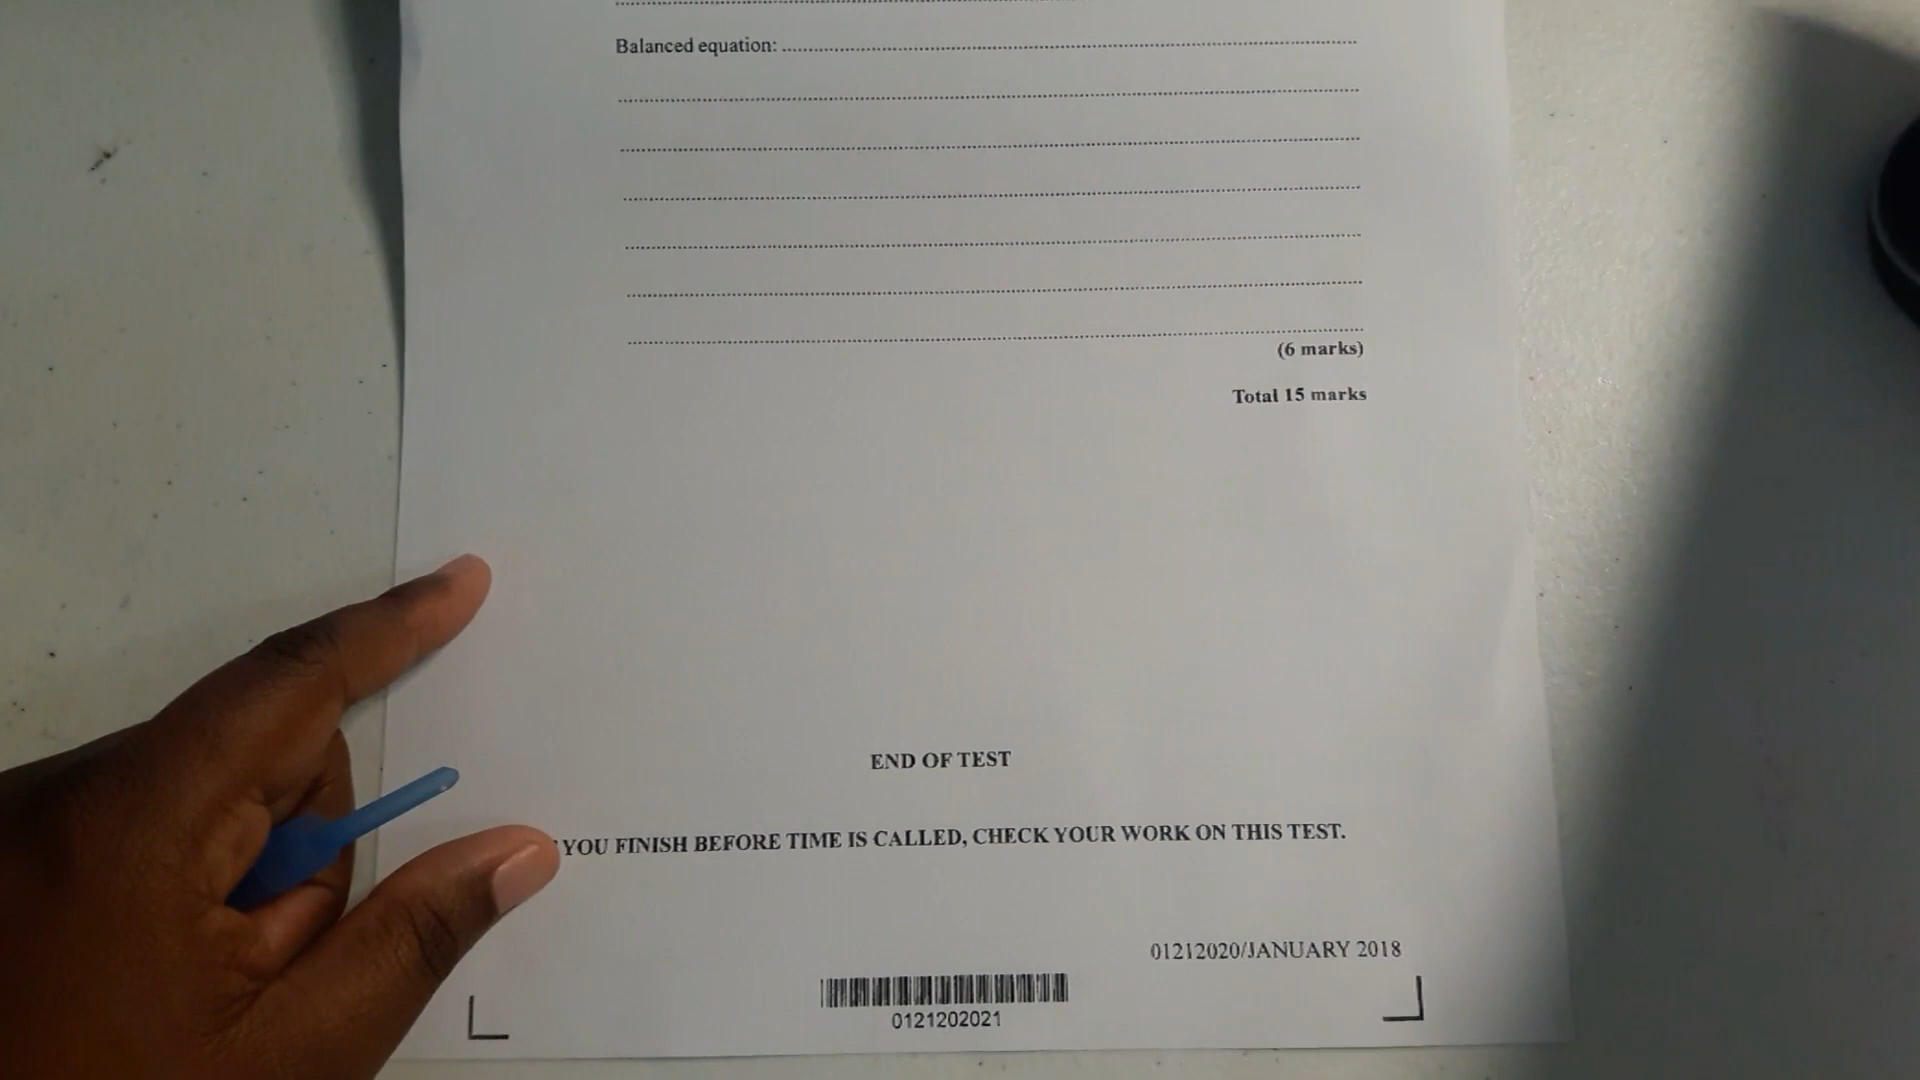 Balanced equation: ..............................
(6 marks)
Total 15 marks
END OF TEST
YOU FINISH BEFORE TIME IS CALLED, CHECK YOUR WORK ON THIS TEST.
01212020/JANUARY 2018
0121202021